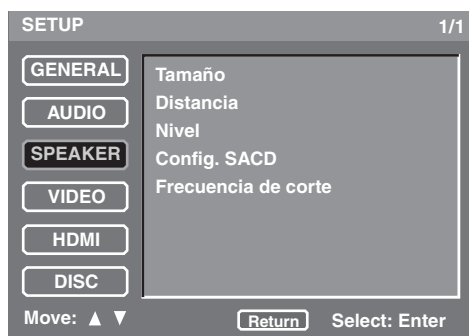 SETUP 1/1
GENERAL
AUDIO
SPEAKER
VIDEO
HDMI
DISC
Tamaño
Distancia
Nivel
Config. SACD
Frecuencia de corte
Move: ▲ ▼ Return Select: Enter